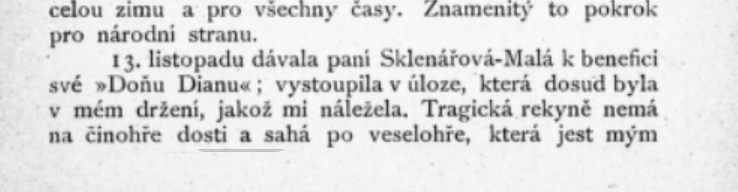 celou zimu a pro všechny časy. Znamenitý to pokrok
pro národní stranu.
13. listopadu dávala paní Sklenářová-Malá k benefici
své »Doňu Dianu«; vystoupila v úloze, která dosud byla
v mém držení, jakož mi náležela. Tragická rekyně nemá
na činohře dosti a sahá po veselohře, která jest mým